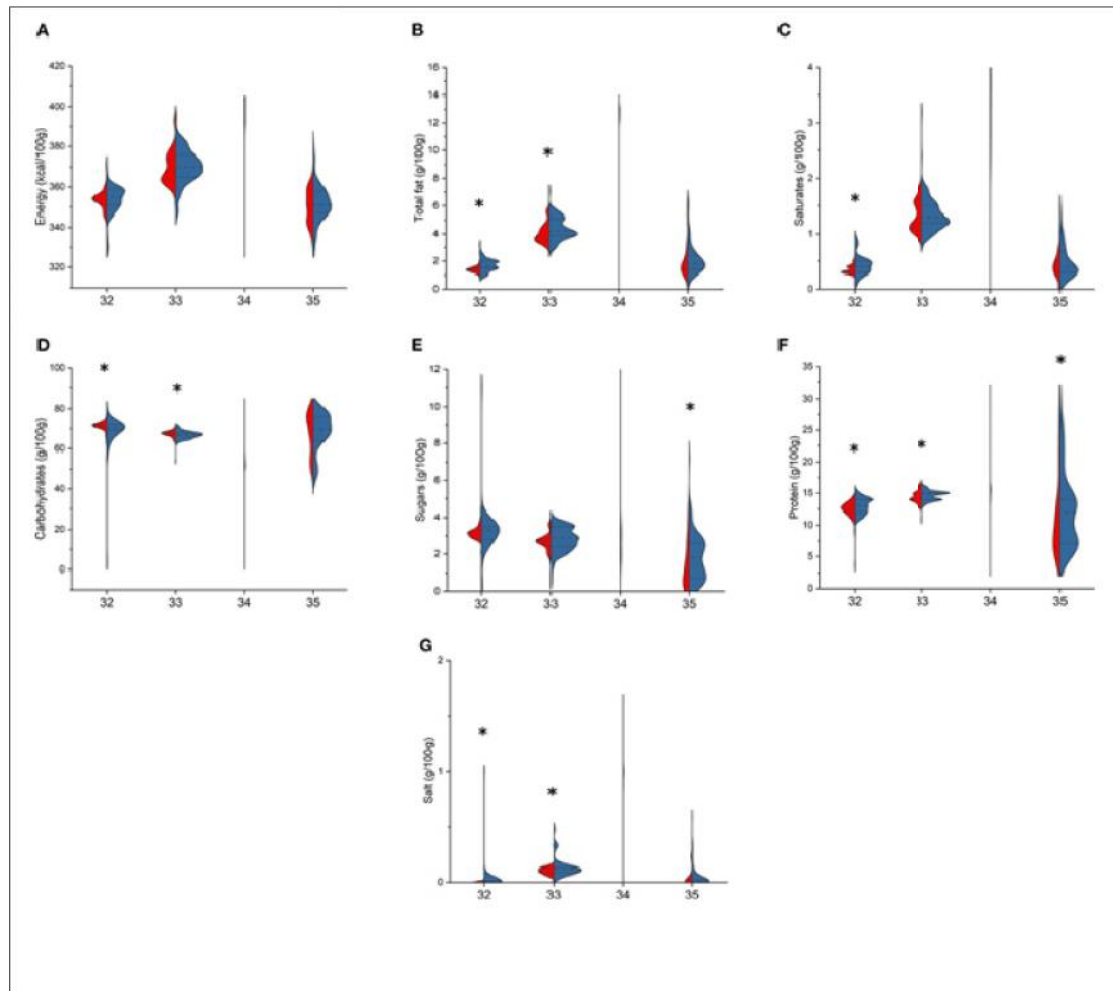 A
Energy (kcal/100g)
420
400
380
360
340
320
32 33 34 35
B
Total fat (g/100g)
16
14
12
10
8
6
4
2
0
*
*
32 33 34 35
C
Saturates (g/100g)
4
3
2
1
0
*
32 33 34 35
D
Carbohydrates (g/100g)
100
80
60
40
20
0
*
*
32 33 34 35
E
Sugars (g/100g)
12
10
8
6
4
2
0
*
32 33 34 35
F
Protein (g/100g)
35
30
25
20
15
10
5
0
*
*
*
32 33 34 35
G
Salt (g/100g)
2
1
0
*
*
32 33 34 35